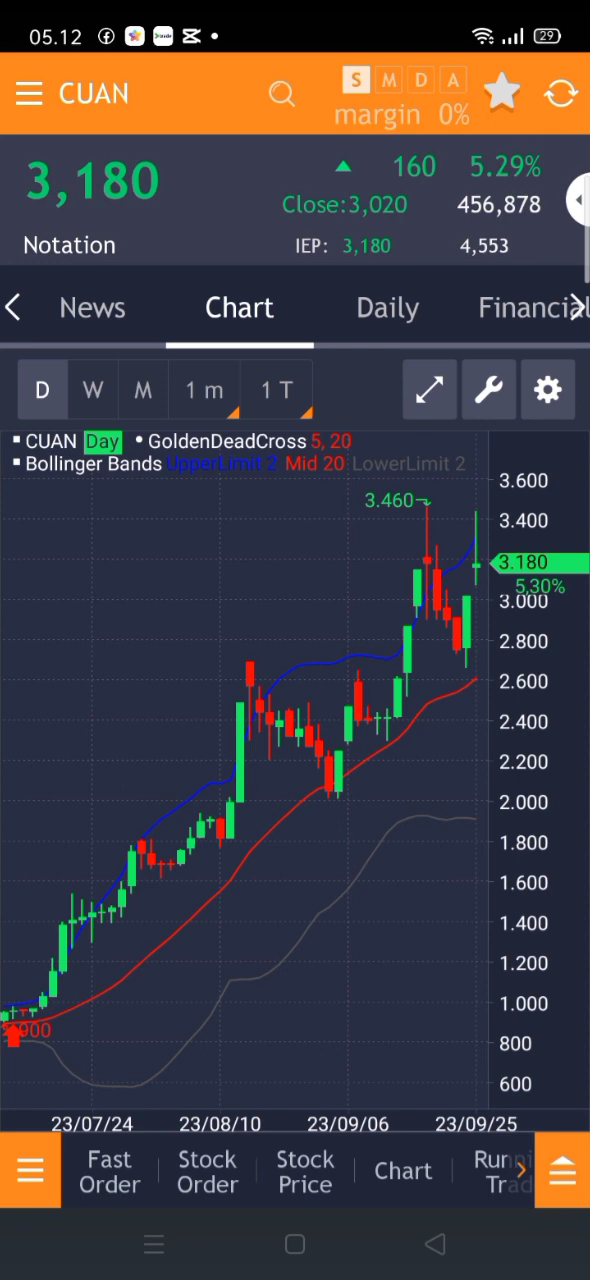 05.12
29
CUAN
S M D A
margin 0%
3,180
160 5.29%
Close:3,020 456,878
Notation
IEP: 3,180 4,553
News Chart Daily Financial
D W M 1 m 1 T
CUAN Day GoldenDeadCross 5, 20
Bollinger Bands UpperLimit 2 Mid 20 LowerLimit 2
3.600
3.460
3.400
3.180
5,30%
3.000
2.800
2.600
2.400
2.200
2.000
1.800
1.600
1.400
1.200
1.000
800
600
23/07/24 23/08/10 23/09/06 23/09/25
Fast Order
Stock Order
Stock Price
Chart